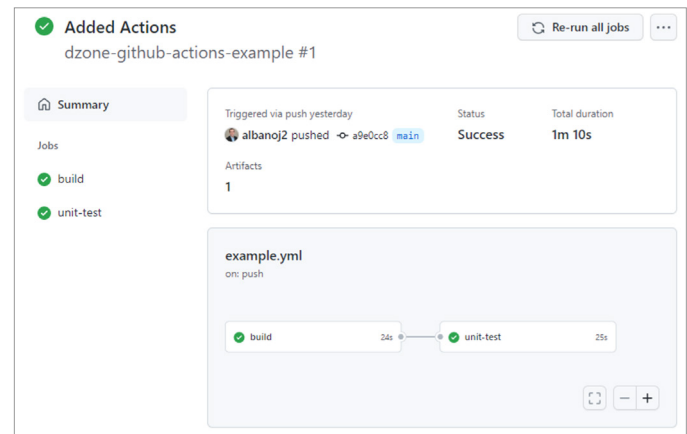 Added Actions
Re-run all jobs
dzone-github-actions-example #1
Summary
Jobs
build
unit-test
Triggered via push yesterday
Status
Total duration
albanoj2 pushed a9e0cc8 main
Success
1m 10s
Artifacts
1
example.yml
on: push
build 24s
unit-test 25s